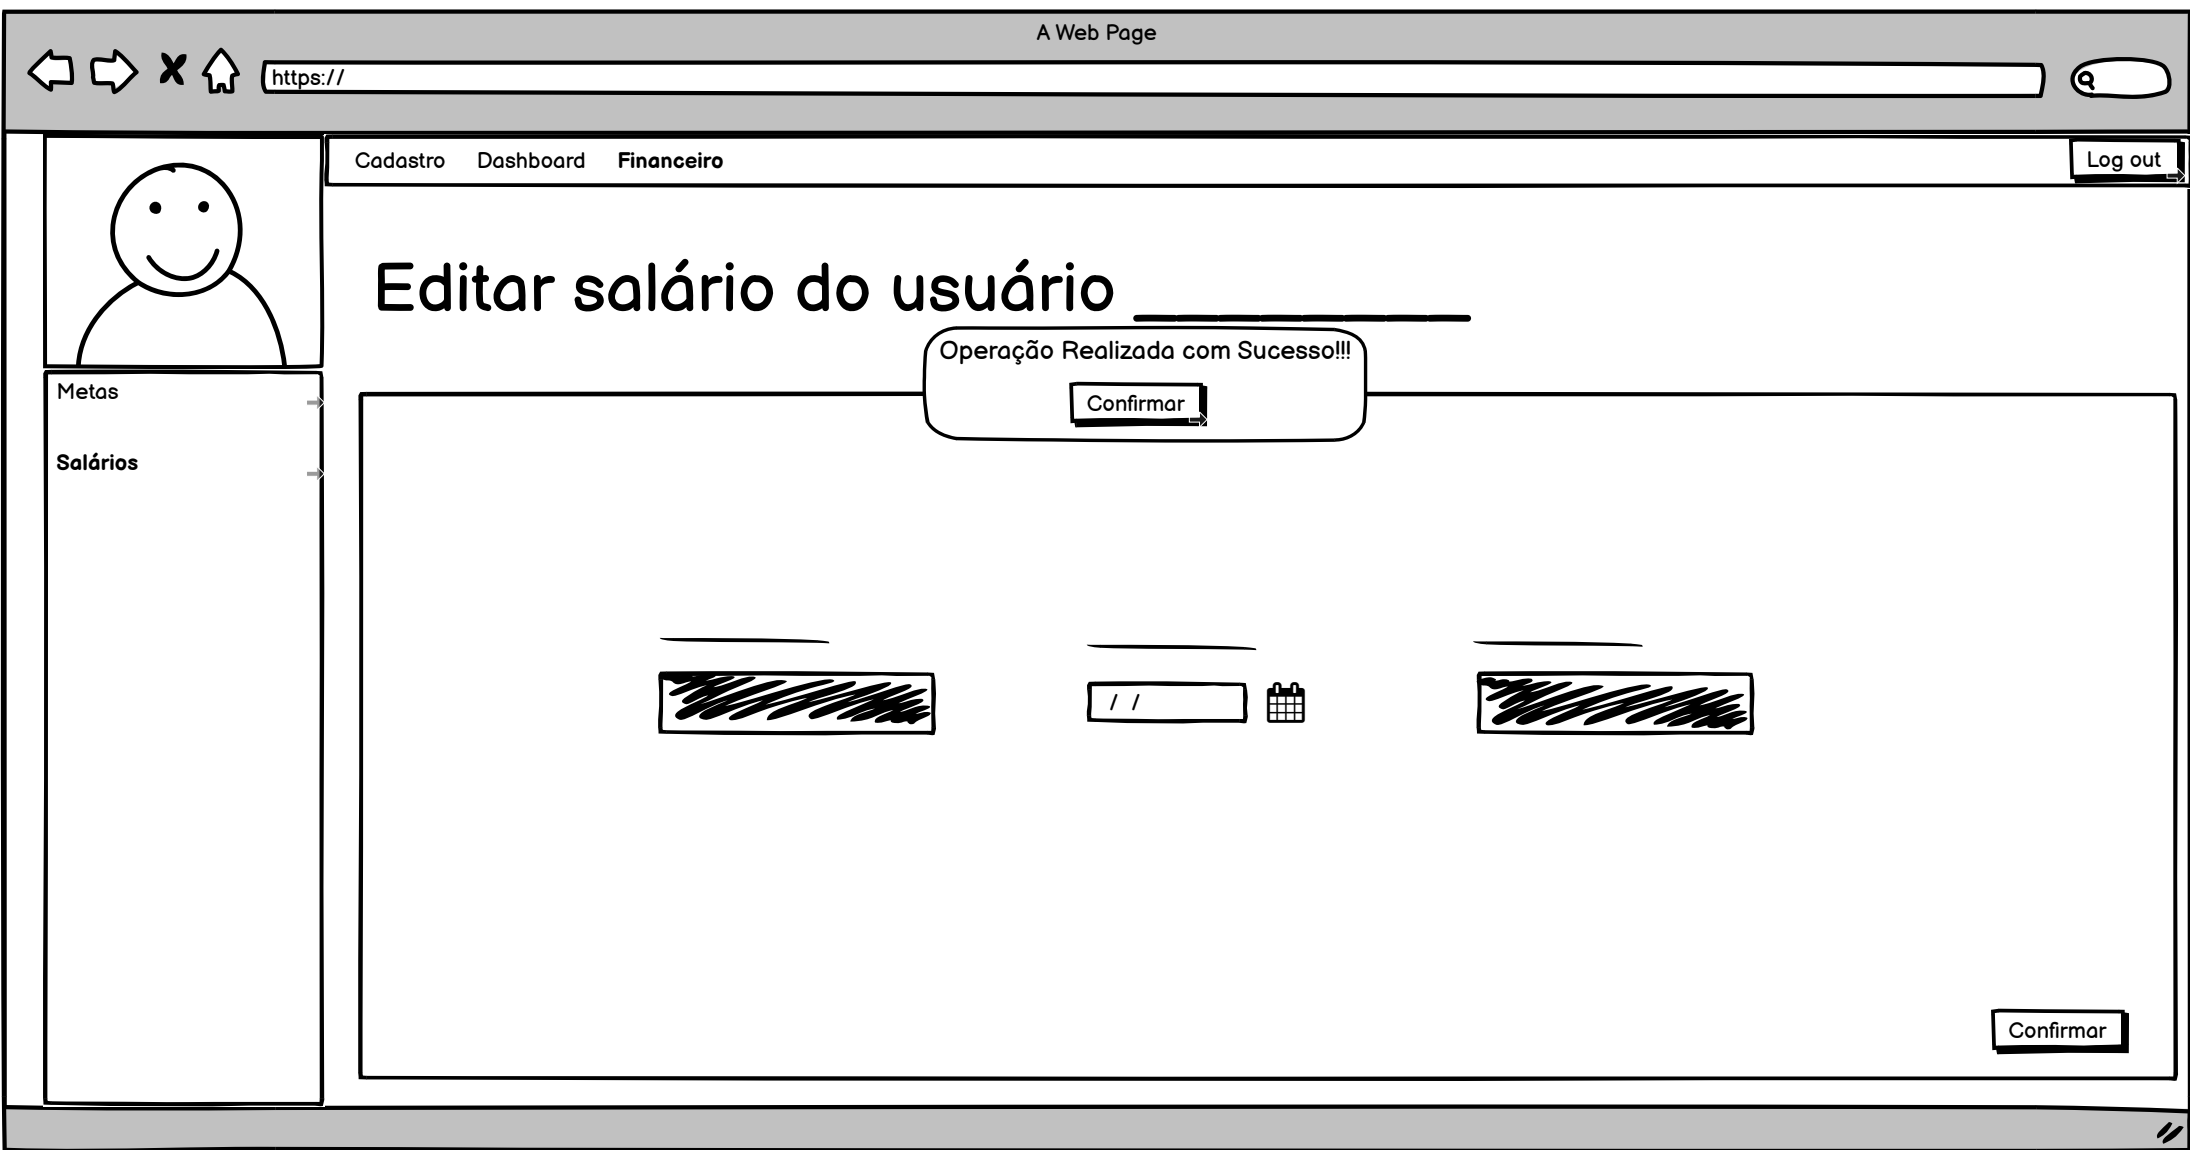 A Web Page
https://
Cadastro Dashboard Financeiro
Log out
Editar salário do usuário ________
Operação Realizada com Sucesso!!!
Confirmar
Metas
Salários
/ /
Confirmar